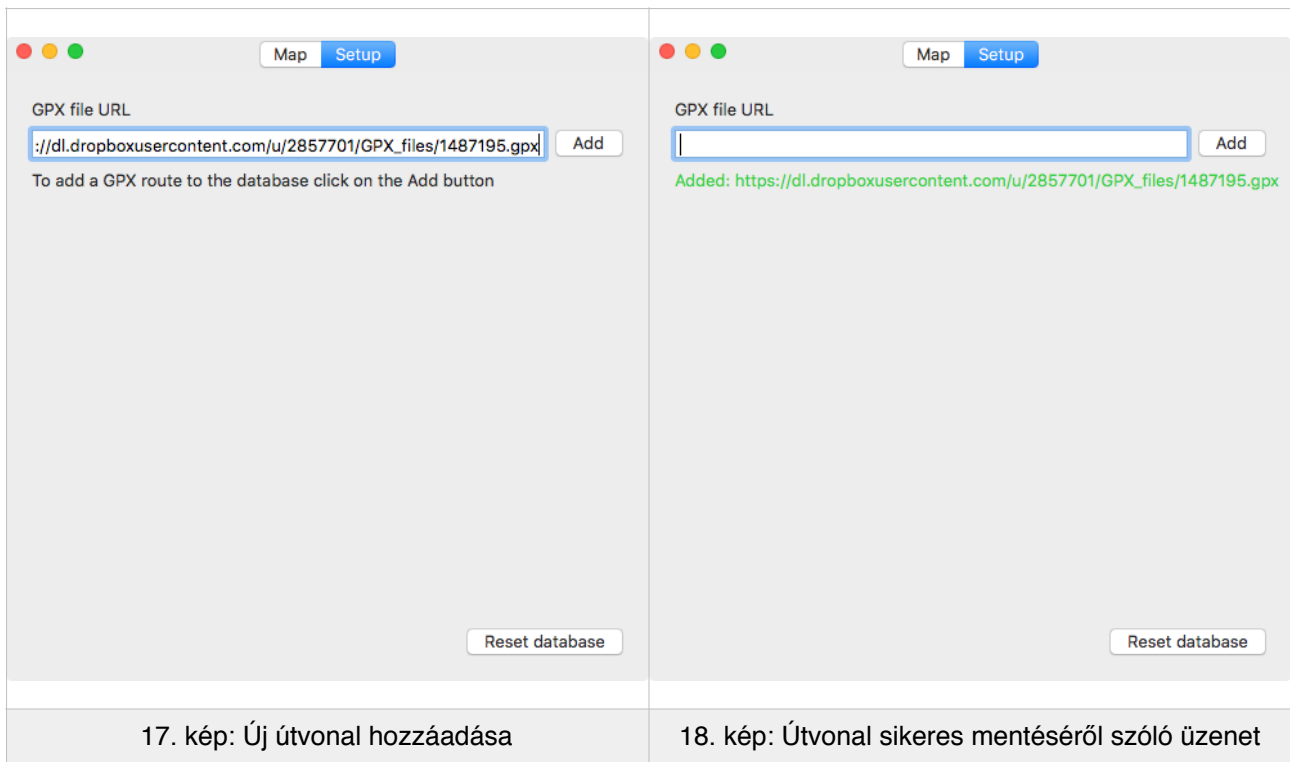 Map Setup
GPX file URL
://dl.dropboxusercontent.com/u/2857701/GPX_files/1487195.gpx Add
To add a GPX route to the database click on the Add button
Reset database
17. kép: Új útvonal hozzáadása
Map Setup
GPX file URL
Add
Added: https://dl.dropboxusercontent.com/u/2857701/GPX_files/1487195.gpx
Reset database
18. kép: Útvonal sikeres mentéséről szóló üzenet